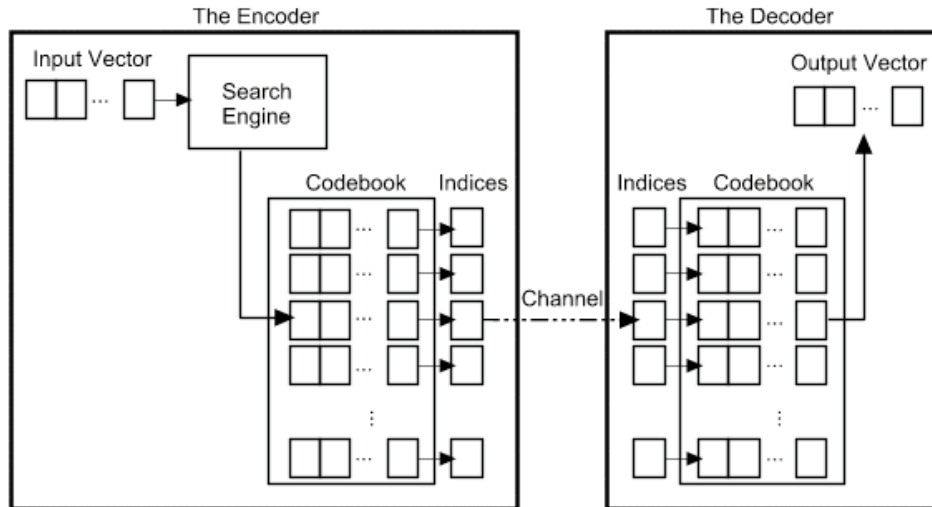 The Encoder
Input Vector
...
Search
Engine
Codebook
Indices
...
...
...
...
...
...
Channel
The Decoder
Output Vector
...
Indices
Codebook
...
...
...
...
...
...